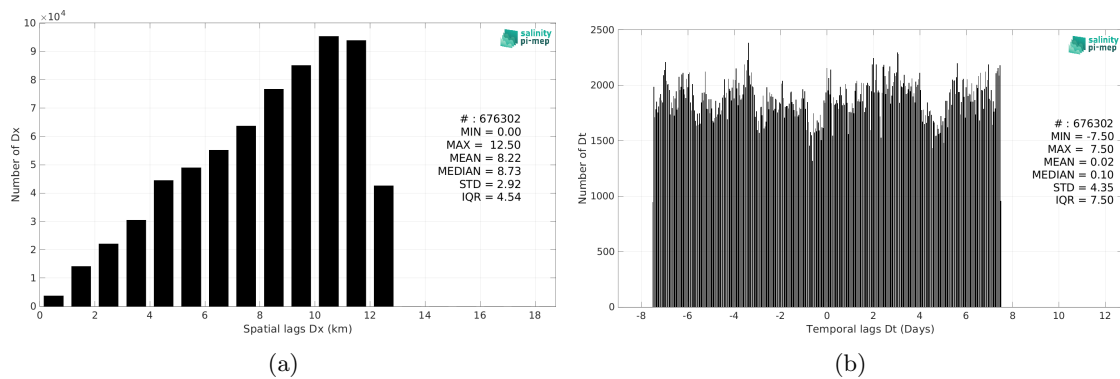 ×10⁴
salinity
pi-mep
10
9
8
7
6
5
4
3
2
1
0
Number of Dx
# : 676302
MIN = 0.00
MAX = 12.50
MEAN = 8.22
MEDIAN = 8.73
STD = 2.92
IQR = 4.54
0 2 4 6 8 10 12 14 16 18
Spatial lags Dx (km)
(a)
salinity
pi-mep
2500
2000
1500
1000
500
0
Number of Dt
# : 676302
MIN = -7.50
MAX = 7.50
MEAN = 0.02
MEDIAN = 0.10
STD = 4.35
IQR = 7.50
-8 -6 -4 -2 0 2 4 6 8 10 12
Temporal lags Dt (Days)
(b)